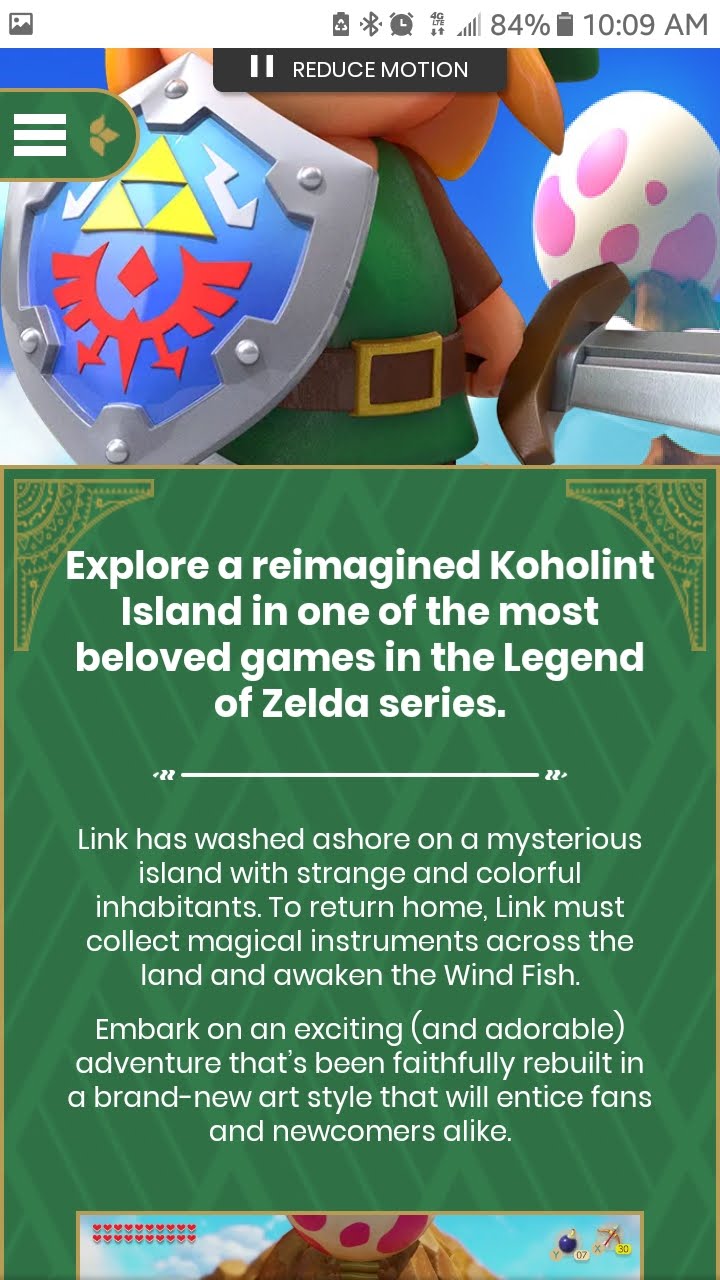 4G
LTE
84%
10:09 AM
REDUCE MOTION
Explore a reimagined Koholint
Island in one of the most
beloved games in the Legend
of Zelda series.
Link has washed ashore on a mysterious
island with strange and colorful
inhabitants. To return home, Link must
collect magical instruments across the
land and awaken the Wind Fish.
Embark on an exciting (and adorable)
adventure that’s been faithfully rebuilt in
a brand-new art style that will entice fans
and newcomers alike.
Y 07 X 30